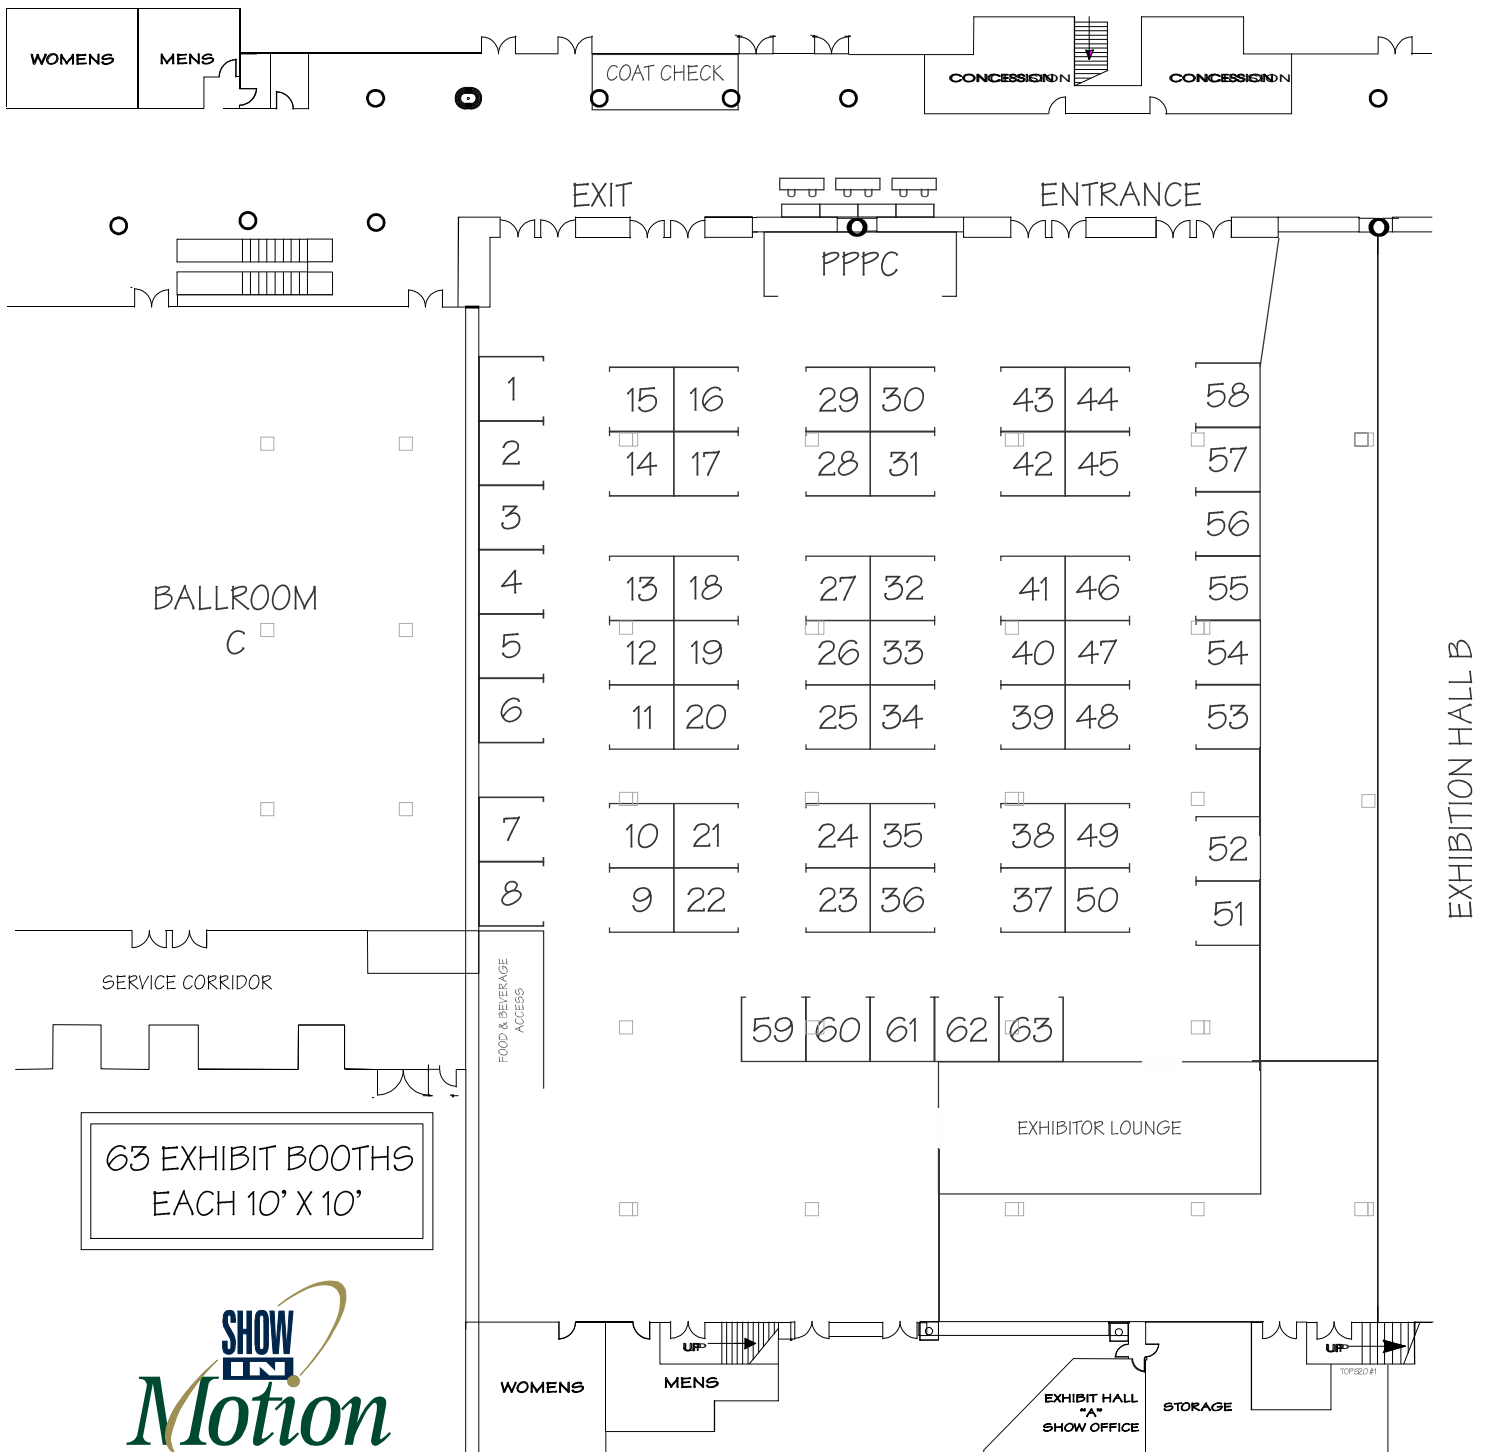 WOMENS
MENS
COAT CHECK
CONCESSION
CONCESSION
EXIT
ENTRANCE
PPPC
1
15 16
29 30
43 44
58
2
14 17
28 31
42 45
57
3
56
4
13 18
27 32
41 46
55
BALLROOM
C
5
12 19
26 33
40 47
54
6
11 20
25 34
39 48
53
EXHIBITION HALL B
7
10 21
24 35
38 49
52
8
9 22
23 36
37 50
51
SERVICE CORRIDOR
FOOD & BEVERAGE
ACCESS
59 60 61 62 63
EXHIBITOR LOUNGE
63 EXHIBIT BOOTHS
EACH 10' X 10'
SHOW
IN
Motion
UP
UP
WOMENS
MENS
EXHIBIT HALL
"A"
SHOW OFFICE
STORAGE